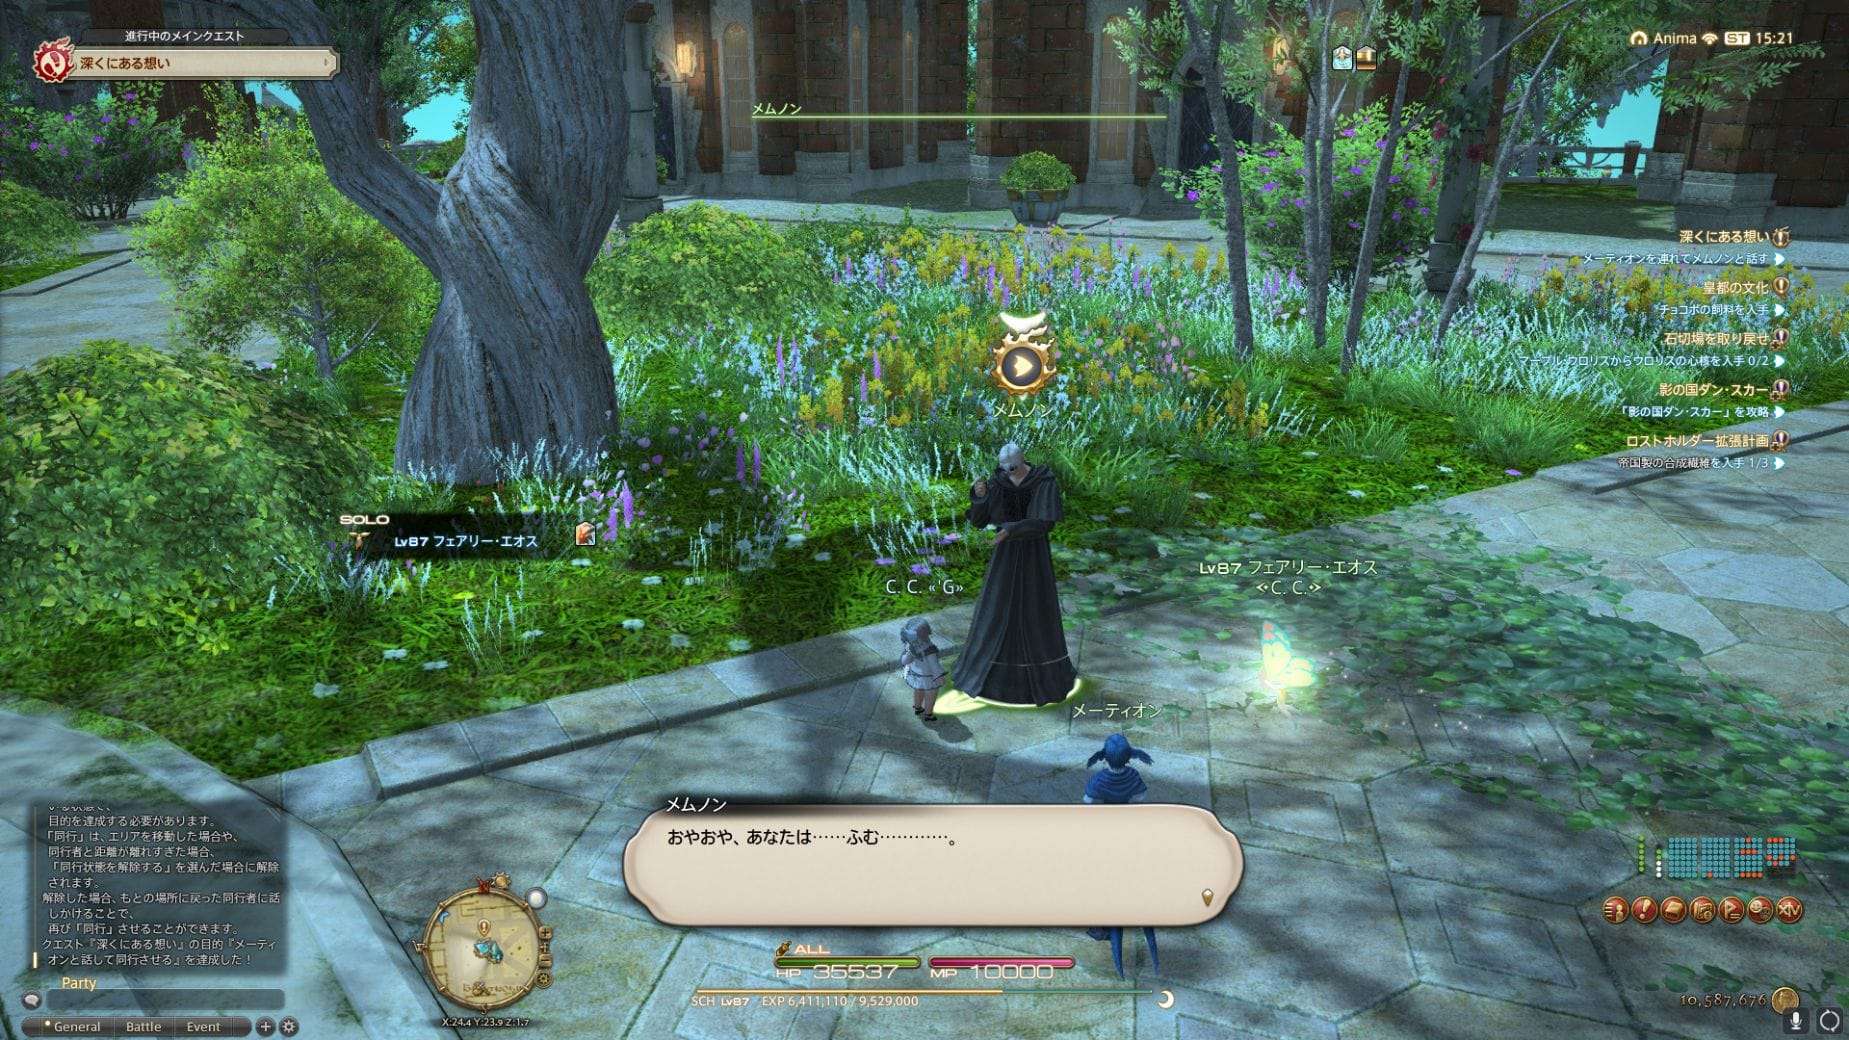 進行中のメインクエスト
深くにある想い
メムノン
Anima ST 15:21
深くにある想い
メーティオンを連れてメムノンと話す
皇都の文化
チョコボの飼料を入手
石切場を取り戻せ
マーブル・ウロリスからウロリスの心核を入手 0/2
影の国ダン・スカー
「影の国ダン・スカー」を攻略
ロストホルダー拡張計画
帝国製の合成繊維を入手 1/3
メムノン
SOLO
Lv87 フェアリー・エオス
C. C. «'G»
Lv87 フェアリー・エオス
C. C.
メーティオン
メムノン
おやおや、あなたは……ふむ…………。
いる状態で、
目的を達成する必要があります。
「同行」は、エリアを移動した場合や、
同行者と距離が離れすぎた場合、
「同行状態を解除する」を選んだ場合に解除
されます。
解除した場合、もとの場所に戻った同行者に話
しかけることで、
再び「同行」させることができます。
クエスト『深くにある想い』の目的『メーティ
オンと話して同行させる』を達成した！
Party
General Battle Event
X:24.4 Y:23.9 Z:1.7
ALL
HP 35537 MP 10000
SCH Lv87 EXP 6,411,110 / 9,529,000
10,587,676
XIV